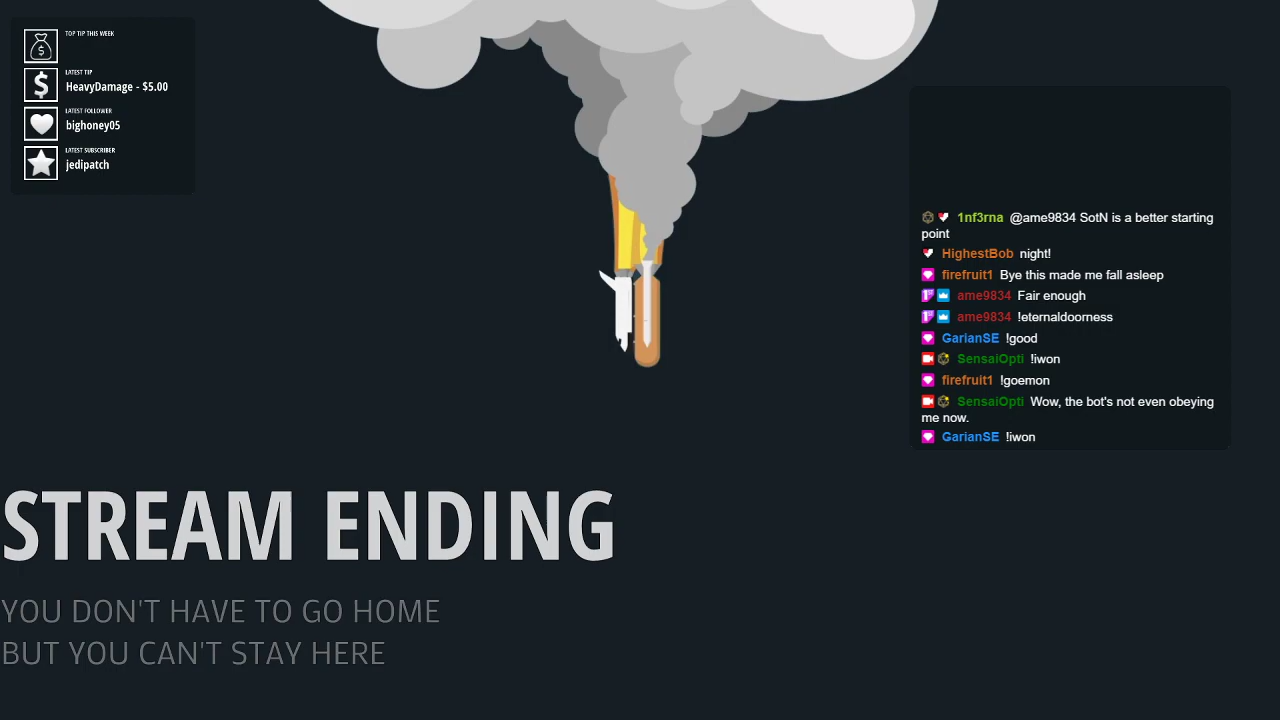 TOP TIP THIS WEEK
LATEST TIP
HeavyDamage - $5.00
LATEST FOLLOWER
bighoney05
LATEST SUBSCRIBER
jedipatch
1nf3rna @ame9834 SotN is a better starting
point
HighestBob night!
firefruit1 Bye this made me fall asleep
ame9834 Fair enough
ame9834 !eternaldoorness
GarianSE !good
SensaiOpti !iwon
firefruit1 !goemon
SensaiOpti Wow, the bot's not even obeying
me now.
GarianSE !iwon
STREAM ENDING
YOU DON'T HAVE TO GO HOME
BUT YOU CAN'T STAY HERE